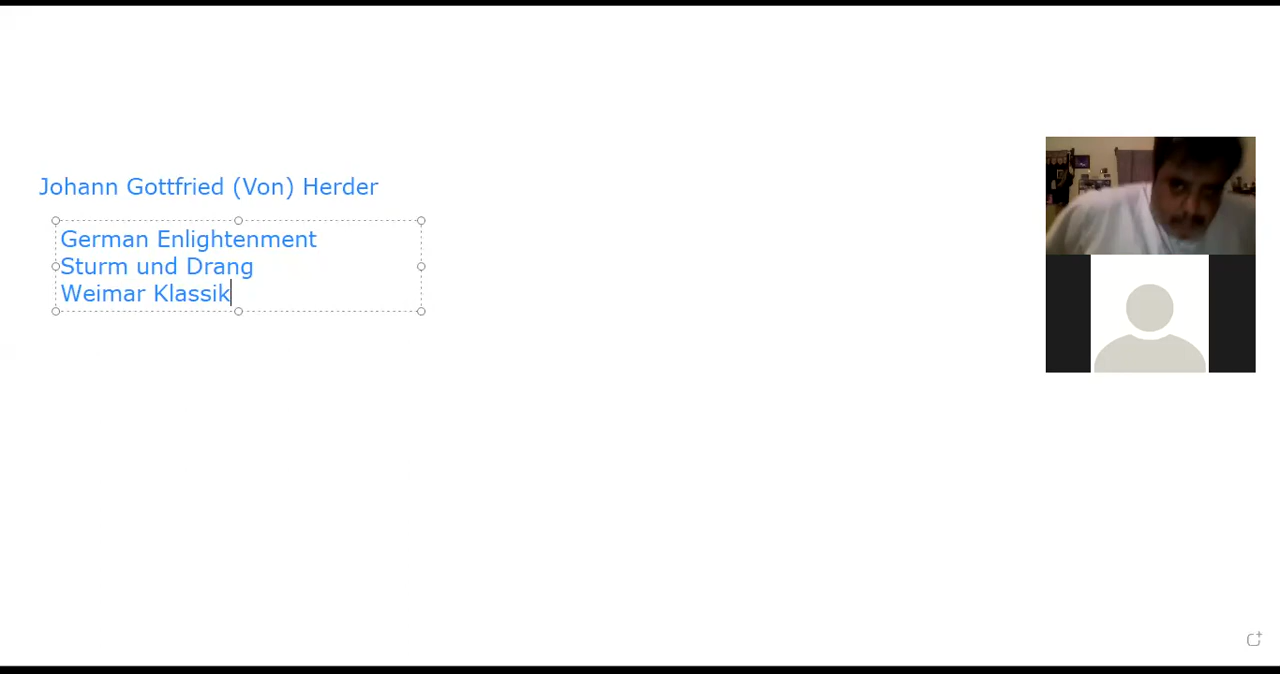 Johann Gottfried (Von) Herder
German Enlightenment
Sturm und Drang
Weimar Klassik